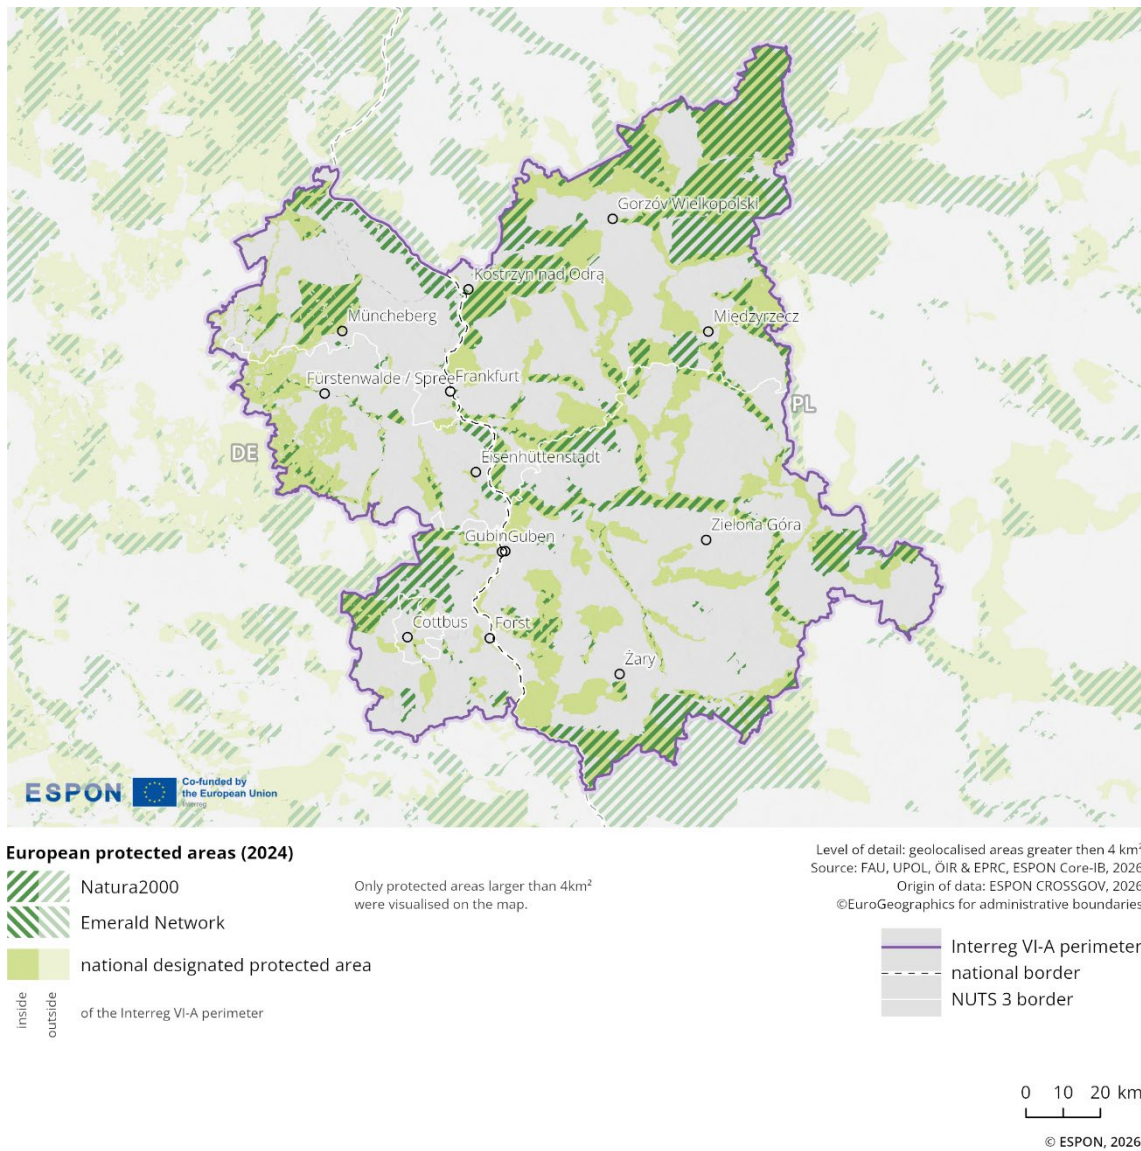 Gorzów Wielkopolski
Kostrzyn nad Odrą
Müncheberg
Międzyrzecz
Fürstenwalde / Spree
Frankfurt
PL
DE
Eisenhüttenstadt
Zielona Góra
Gubin
Guben
Cottbus
Forst
Żary
ESPON
Co-funded by
the European Union
Interreg
European protected areas (2024)
Natura2000
Emerald Network
national designated protected area
inside
outside
of the Interreg VI-A perimeter
Only protected areas larger than 4km²
were visualised on the map.
Level of detail: geolocalised areas greater then 4 km²
Source: FAU, UPOL, ÖIR & EPRC, ESPON Core-IB, 2026
Origin of data: ESPON CROSSGOV, 2026
©EuroGeographics for administrative boundaries
Interreg VI-A perimeter
national border
NUTS 3 border
0 10 20 km
© ESPON, 2026